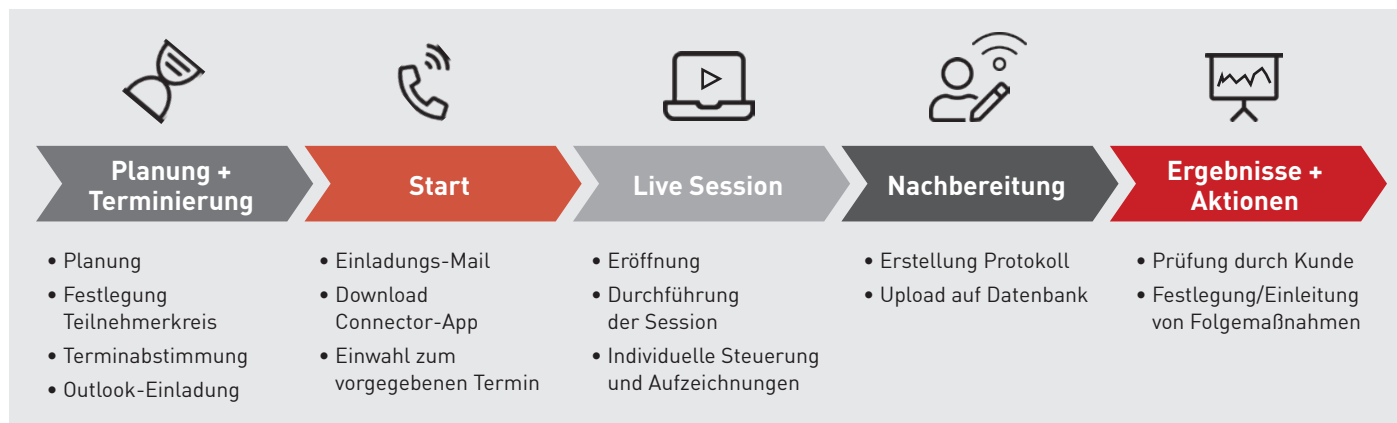 Planung +
Terminierung
Start
Live Session
Nachbereitung
Ergebnisse +
Aktionen
• Planung
• Festlegung
Teilnehmerkreis
• Terminabstimmung
• Outlook-Einladung
• Einladungs-Mail
• Download
Connector-App
• Einwahl zum
vorgegebenen Termin
• Eröffnung
• Durchführung
der Session
• Individuelle Steuerung
und Aufzeichnungen
• Erstellung Protokoll
• Upload auf Datenbank
• Prüfung durch Kunde
• Festlegung/Einleitung
von Folgemaßnahmen